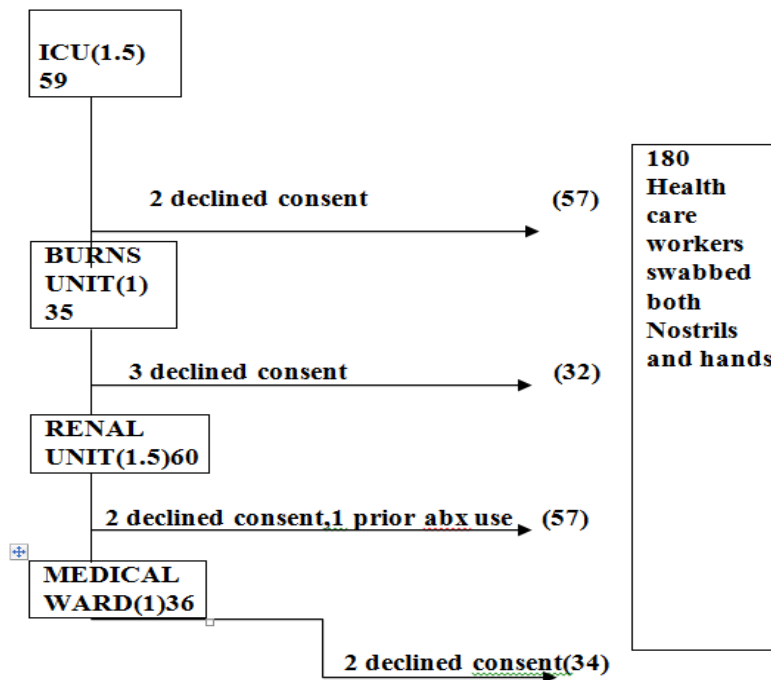 ICU(1.5)
59
2 declined consent
(57)
BURNS
UNIT(1)
35
3 declined consent
(32)
RENAL
UNIT(1.5)60
2 declined consent,1 prior abx use
(57)
MEDICAL
WARD(1)36
2 declined consent(34)
180
Health
care
workers
swabbed
both
Nostrils
and hands